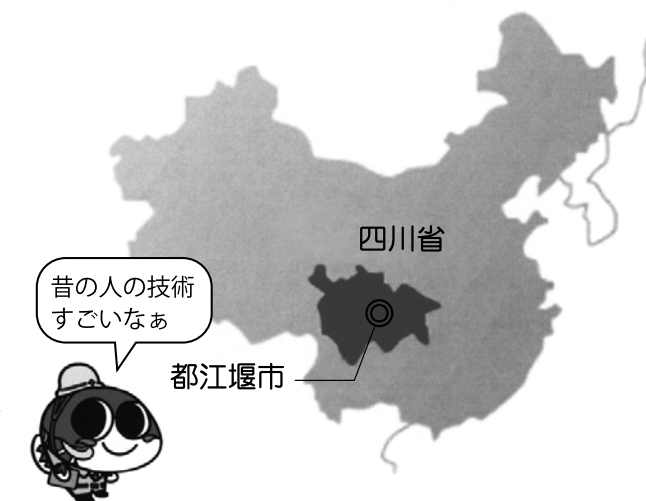 四川省
昔の人の技術
すごいなぁ
都江堰市